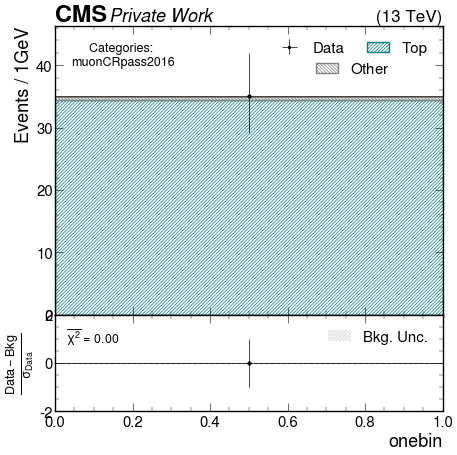 CMS Private Work (13 TeV)
Categories:
muonCRpass2016
Data
Top
Other
Events / 1GeV
40
30
20
10
0
2
χ² = 0.00
Bkg. Unc.
Data − Bkg
σData
0
-2
0.0 0.2 0.4 0.6 0.8 1.0
onebin